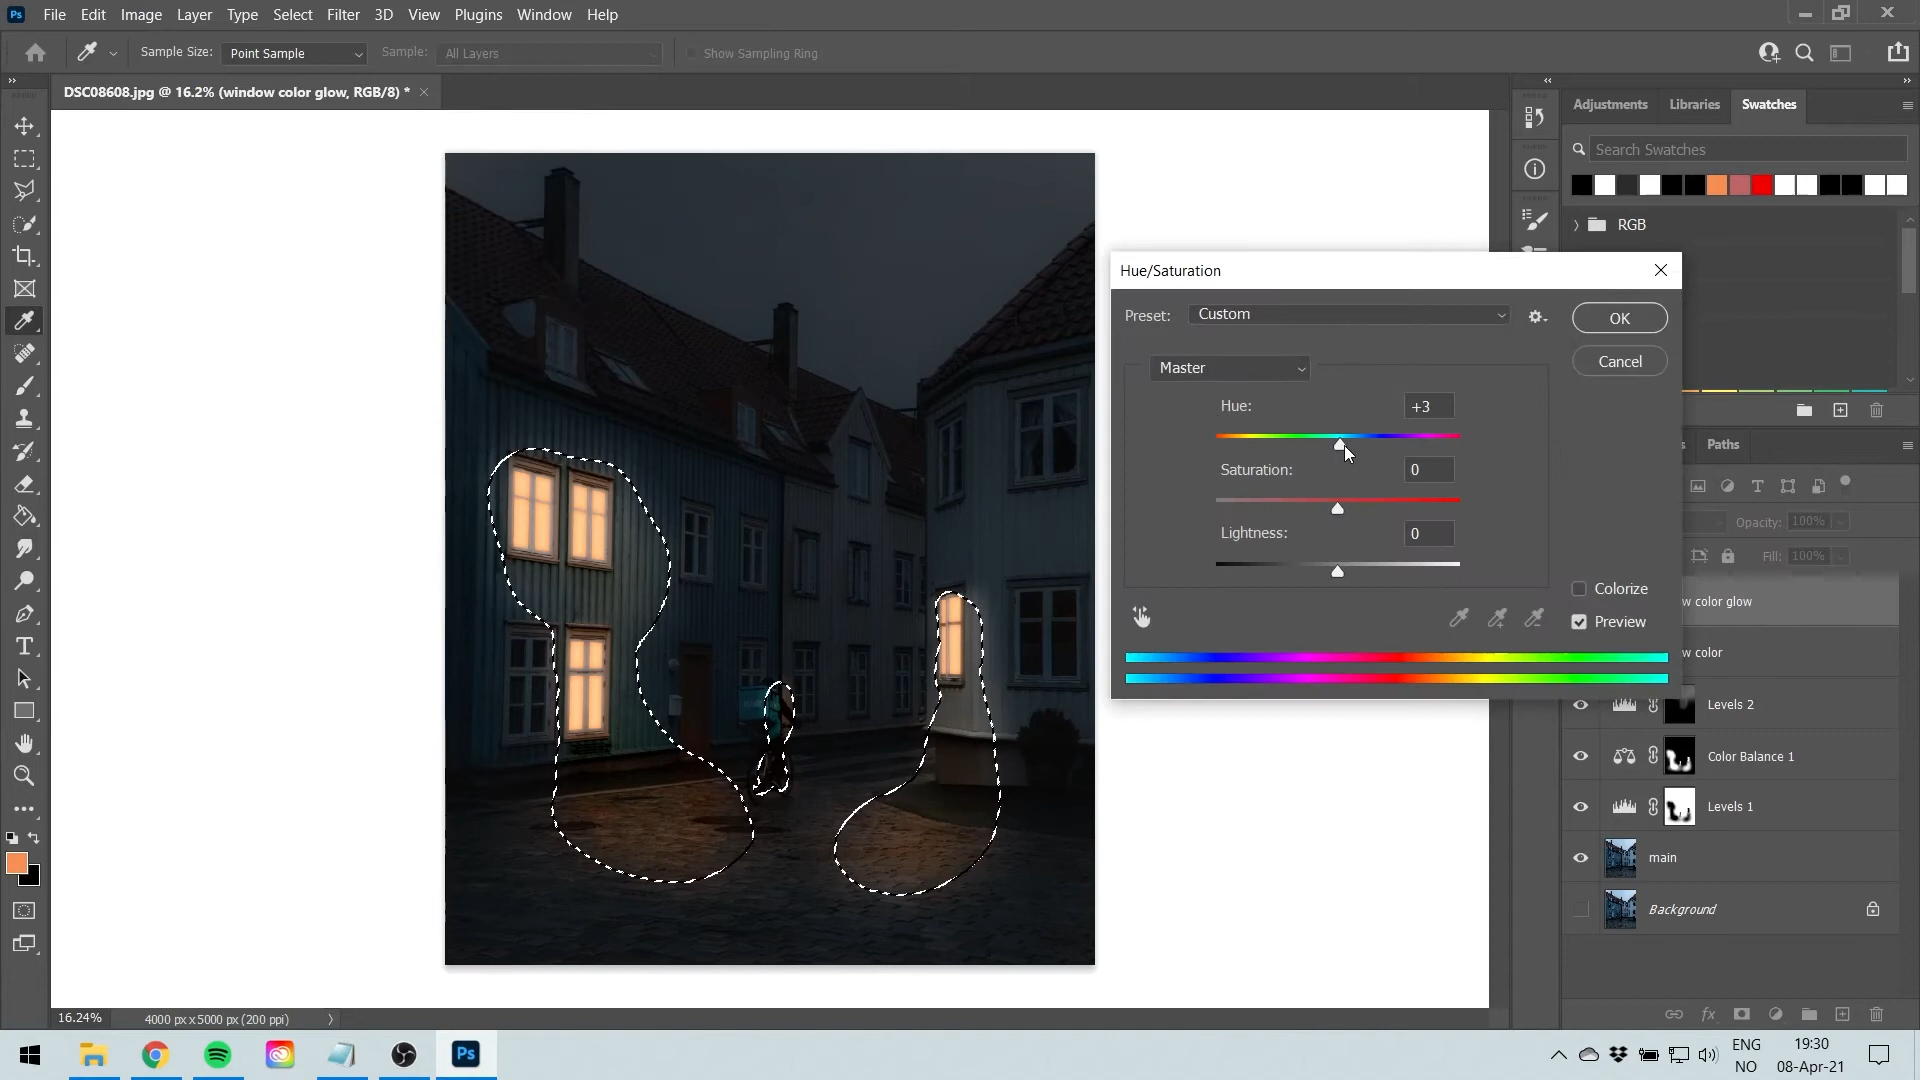 Ps File Edit Image Layer Type Select Filter 3D View Plugins Window Help
Sample Size: Point Sample Sample: All Layers Show Sampling Ring
DSC08608.jpg @ 16.2% (window color glow, RGB/8) *
Adjustments Libraries Swatches
Search Swatches
RGB
Hue/Saturation
Preset: Custom
OK
Cancel
Master
Hue: +3
Saturation: 0
Lightness: 0
Colorize
Preview
Paths
Opacity: 100%
Fill: 100%
w color glow
w color
Levels 2
Color Balance 1
Levels 1
main
Background
16.24% 4000 px x 5000 px (200 ppi)
Ps
ENG
NO
19:30
08-Apr-21